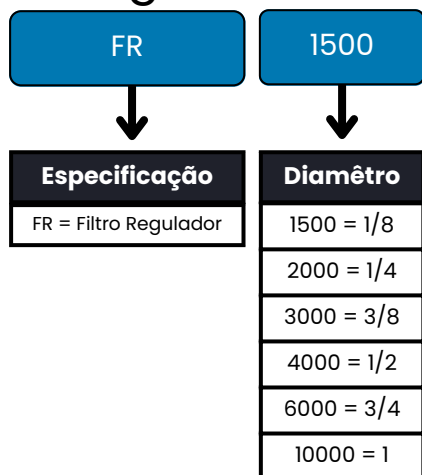 FR
1500
Especificação
FR = Filtro Regulador
Diamêtro
1500 = 1/8
2000 = 1/4
3000 = 3/8
4000 = 1/2
6000 = 3/4
10000 = 1